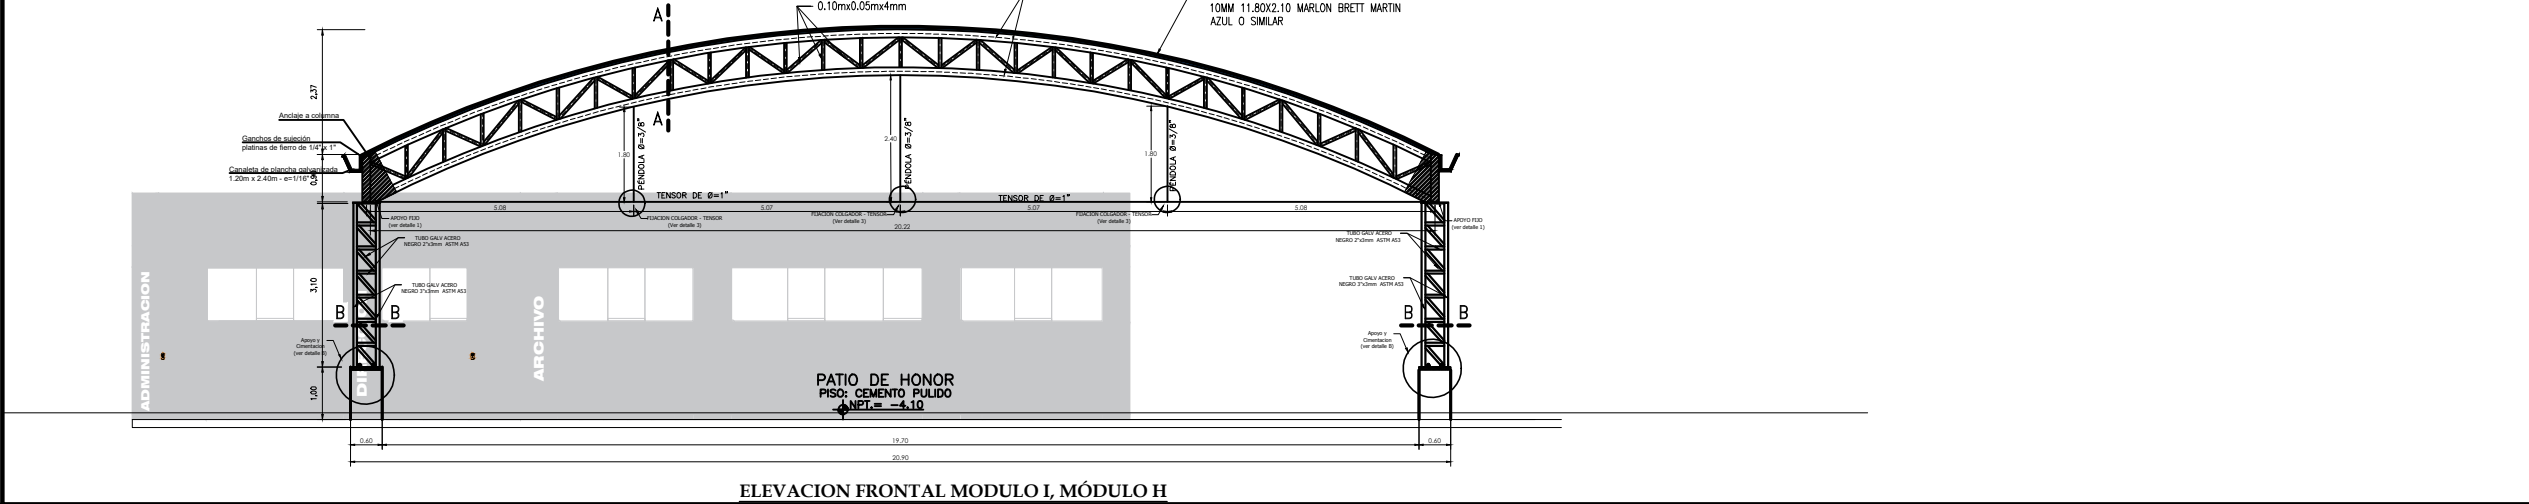 0.10mx0.05mx4mm
10MM 11.80X2.10 MARLON BRETT MARTIN
AZUL O SIMILAR
A
A
2,37
Anclaje a columna
Ganchos de sujeción
platinas de fierro de 1/4" x 1"
Canaleta de plancha galvanizada
1.20m x 2.40m - e=1/16"
1.80
PÉNDOLA Ø=3/8"
2.40
PÉNDOLA Ø=3/8"
1.80
PÉNDOLA Ø=3/8"
TENSOR DE Ø=1"
TENSOR DE Ø=1"
5.08
5.07
5.07
5.08
APOYO FIJO
(ver detalle 1)
FIJACION COLGADOR - TENSOR
(Ver detalle 3)
FIJACION COLGADOR - TENSOR
(Ver detalle 3)
FIJACION COLGADOR - TENSOR
(Ver detalle 3)
APOYO FIJO
(ver detalle 1)
20.22
TUBO GALV ACERO
NEGRO 2"x3mm ASTM A53
TUBO GALV ACERO
NEGRO 2"x3mm ASTM A53
3,10
TUBO GALV ACERO
NEGRO 3"x3mm ASTM A53
TUBO GALV ACERO
NEGRO 3"x3mm ASTM A53
ADMINISTRACION
ARCHIVO
B
B
B
B
Apoyo y
Cimentacion
(ver detalle B)
Apoyo y
Cimentacion
(ver detalle B)
1,00
PATIO DE HONOR
PISO: CEMENTO PULIDO
NPT.= -4.10
0.60
19.70
0.60
20.90
ELEVACION FRONTAL MODULO I, MÓDULO H